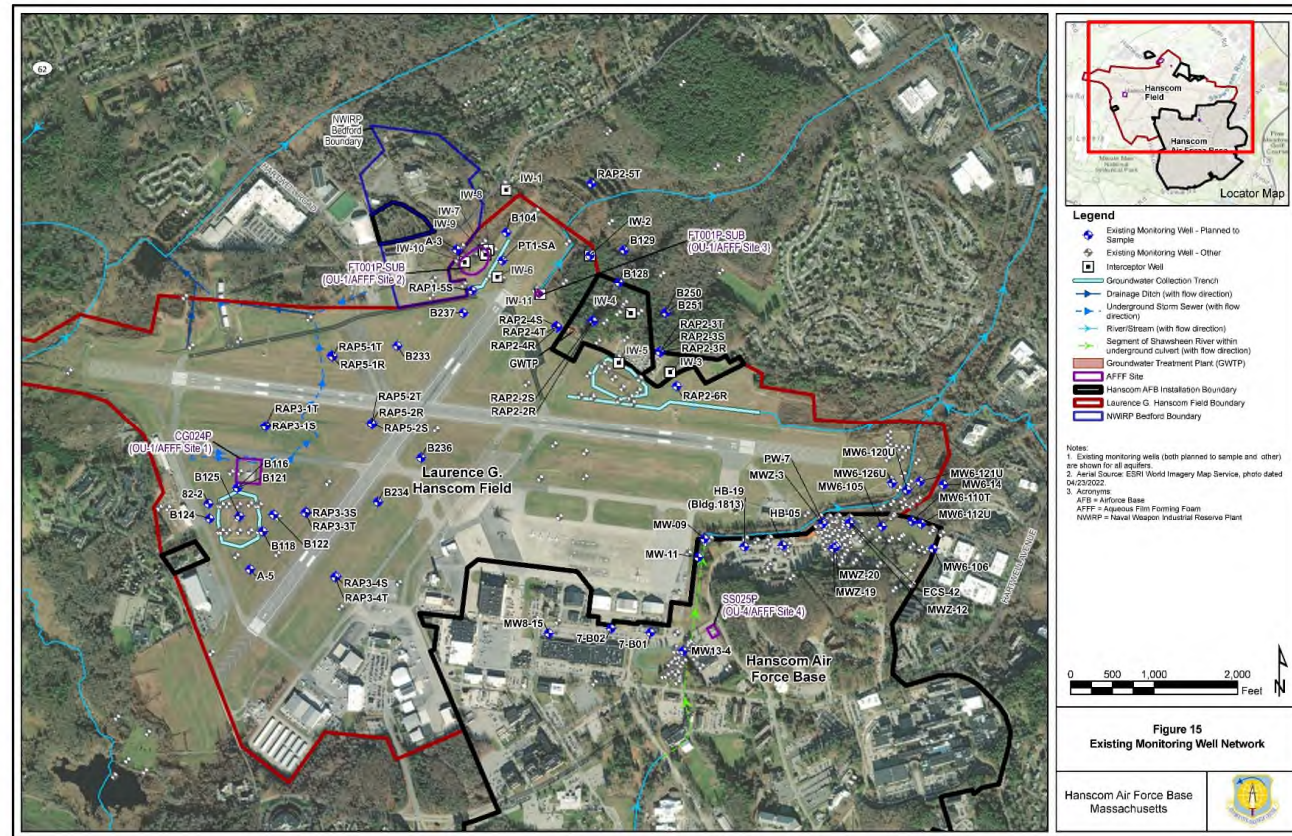 62
NWIRP
Bedford
Boundary
IW-8
IW-7
IW-9
A-3
IW-10
FT001P-SUB
(OU-1/AFFF Site 2)
RAP1-5S
B237
IW-1
B104
PT1-SA
IW-6
IW-11
RAP2-5T
IW-2
B129
FT001P-SUB
(OU-1/AFFF Site 3)
B128
IW-4
B250
B251
RAP2-4S
RAP2-4T
RAP2-4R
GWTP
RAP2-3T
RAP2-3S
RAP2-3R
IW-5
IW-3
RAP2-2S
RAP2-2R
RAP2-6R
RAP5-1T
RAP5-1R
B233
RAP3-1T
RAP3-1S
RAP5-2T
RAP5-2R
RAP5-2S
CG024P
(OU-1/AFFF Site 1)
B116
B121
B125
82-2
B124
B118
B122
A-5
B236
B234
Laurence G.
Hanscom Field
RAP3-3S
RAP3-3T
RAP3-4S
RAP3-4T
PW-7
MWZ-3
HB-19
(Bldg.1813)
HB-05
MW-09
MW-11
MW6-120U
MW6-126U
MW6-105
MW6-121U
MW6-14
MW6-110T
MW6-112U
MW6-106
ECS-42
MWZ-12
MWZ-20
MWZ-19
HARTWELL AVENUE
SS025P
(OU-4/AFFF Site 4)
MW8-15
7-B02
7-B01
MW13-4
Hanscom Air
Force Base
Hanscom
Field
Hanscom
Air Force Base
Locator Map
Legend
Existing Monitoring Well - Planned to
Sample
Existing Monitoring Well - Other
Interceptor Well
Groundwater Collection Trench
Drainage Ditch (with flow direction)
Underground Storm Sewer (with flow
direction)
River/Stream (with flow direction)
Segment of Shawsheen River within
underground culvert (with flow direction)
Groundwater Treatment Plant (GWTP)
AFFF Site
Hanscom AFB Installation Boundary
Laurence G. Hanscom Field Boundary
NWIRP Bedford Boundary
Notes:
1. Existing monitoring wells (both planned to sample and other)
are shown for all aquifers.
2. Aerial Source: ESRI World Imagery Map Service, photo dated
04/23/2022.
3. Acronyms:
AFB = Airforce Base
AFFF = Aqueous Film Forming Foam
NWIRP = Naval Weapon Industrial Reserve Plant
0 500 1,000 2,000
Feet
N
Figure 15
Existing Monitoring Well Network
Hanscom Air Force Base
Massachusetts